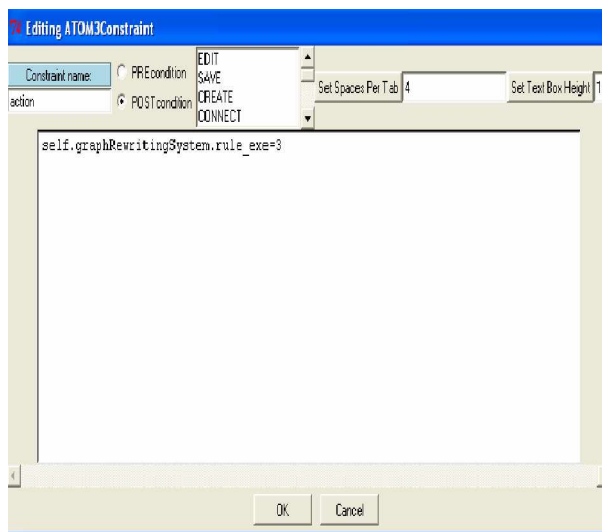 Editing ATOM3Constraint
Constraint name:
action
PREcondition
POSTcondition
EDIT
SAVE
CREATE
CONNECT
Set Spaces Per Tab 4
Set Text Box Height 1
self.graphRewritingSystem.rule_exe=3
OK Cancel